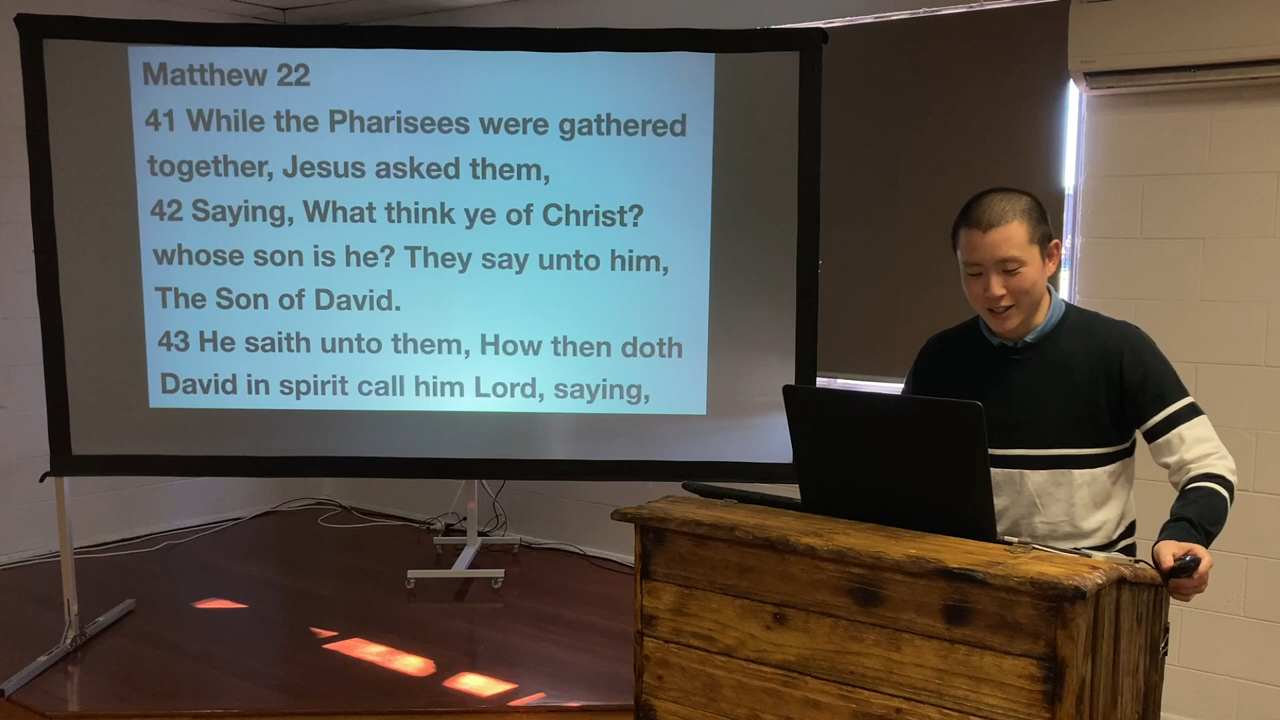 Matthew 22
41 While the Pharisees were gathered
together, Jesus asked them,
42 Saying, What think ye of Christ?
whose son is he? They say unto him,
The Son of David.
43 He saith unto them, How then doth
David in spirit call him Lord, saying,